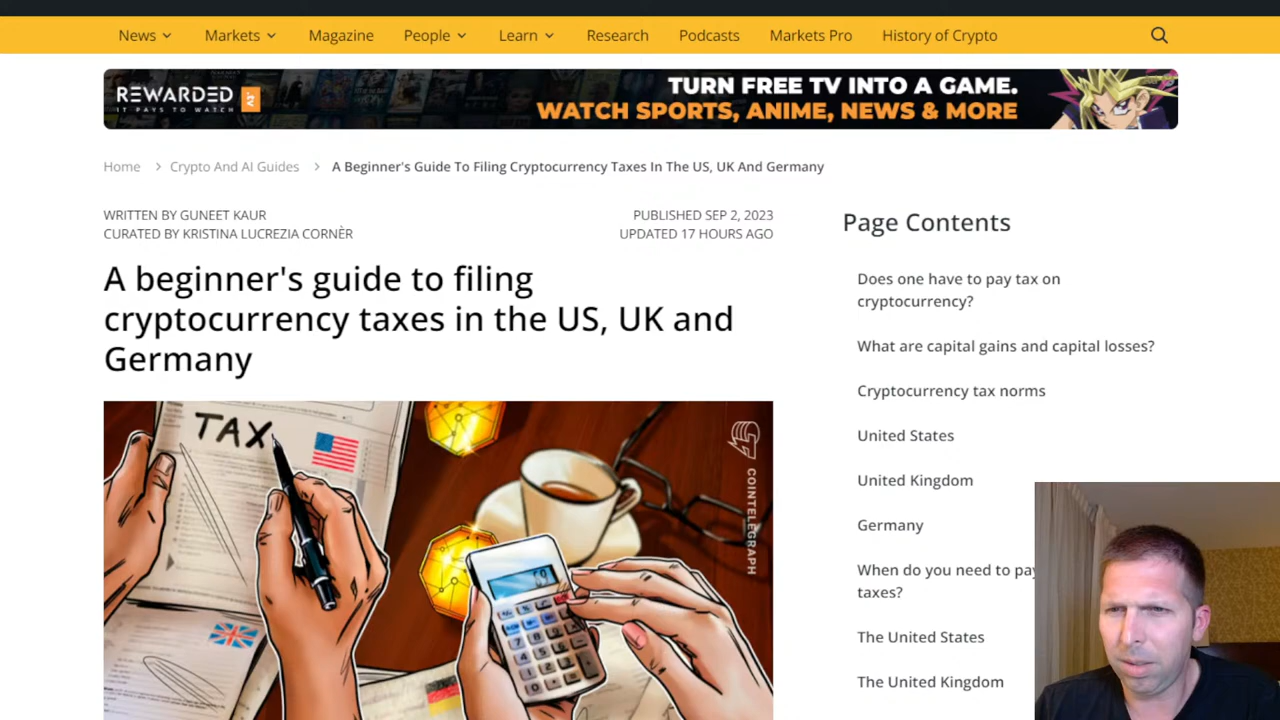 News
Markets
Magazine
People
Learn
Research
Podcasts
Markets Pro
History of Crypto
REWARDED
IT PAYS TO WATCH
TURN FREE TV INTO A GAME.
WATCH SPORTS, ANIME, NEWS & MORE
Home > Crypto And AI Guides > A Beginner's Guide To Filing Cryptocurrency Taxes In The US, UK And Germany
WRITTEN BY GUNEET KAUR
CURATED BY KRISTINA LUCREZIA CORNÈR
PUBLISHED SEP 2, 2023
UPDATED 17 HOURS AGO
A beginner's guide to filing
cryptocurrency taxes in the US, UK and
Germany
TAX
COINTELEGRAPH
Page Contents
Does one have to pay tax on
cryptocurrency?
What are capital gains and capital losses?
Cryptocurrency tax norms
United States
United Kingdom
Germany
When do you need to pay
taxes?
The United States
The United Kingdom